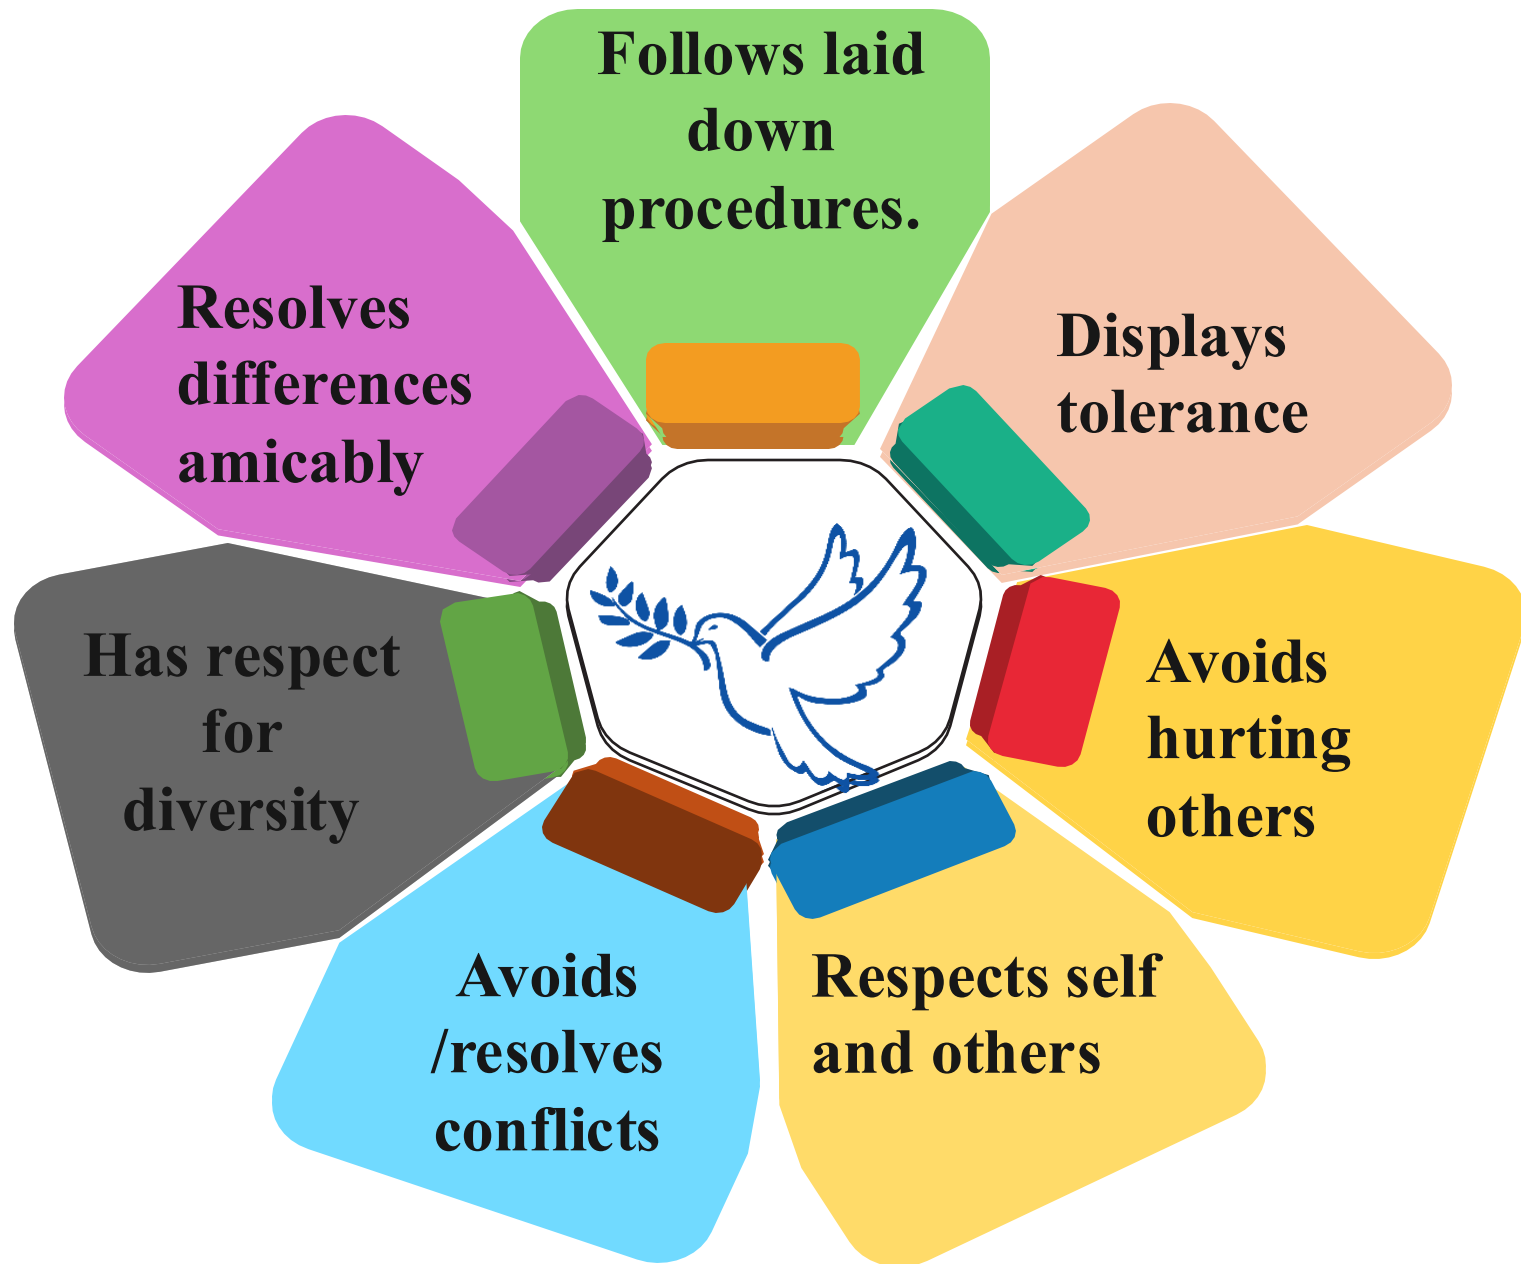 Follows laid
down
procedures.
Displays
tolerance
Avoids
hurting
others
Respects self
and others
Avoids
/resolves
conflicts
Has respect
for
diversity
Resolves
differences
amicably